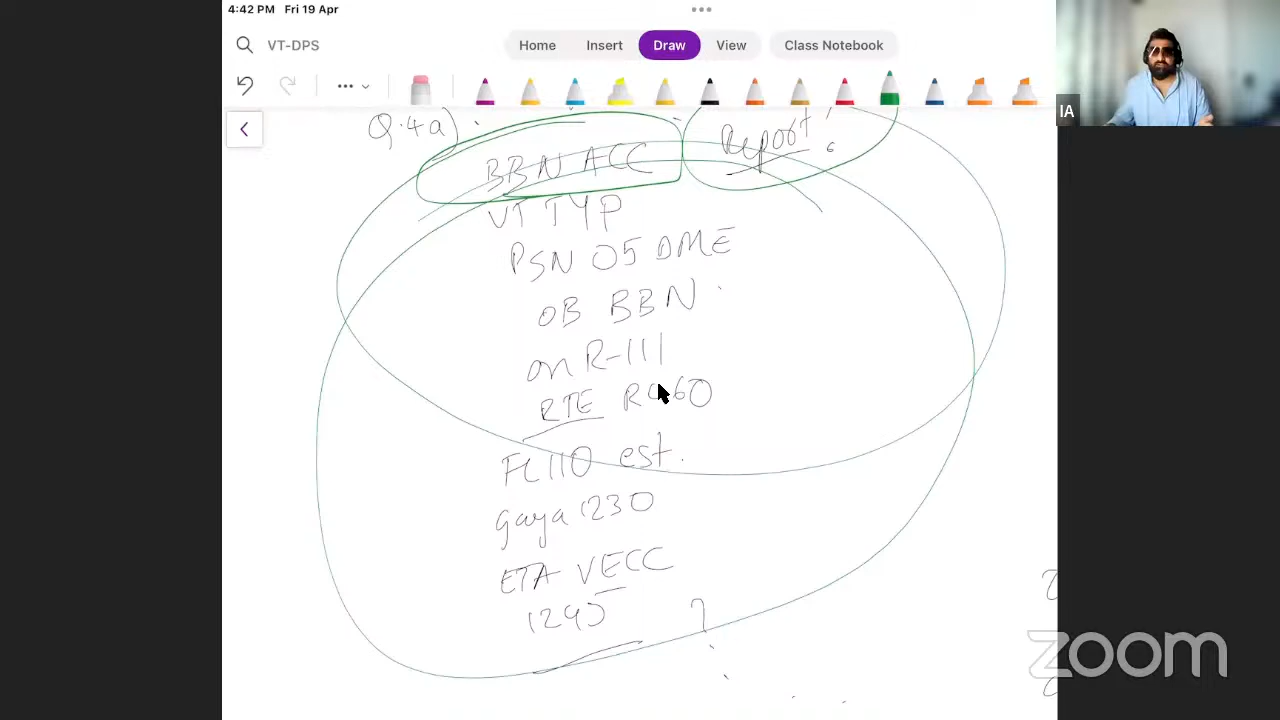 4:42 PM Fri 19 Apr
VT-DPS
Home Insert Draw View Class Notebook
IA
Q.4a)
BBN ACC Report!
VT TYP
PSN 05 DME
OB BBN
on R-111
RTE R460
FL110 est.
Gaya 1230
ETA VECC
1245
?
zoom